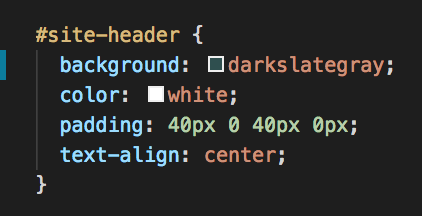 #site-header {
background: darkslategray;
color: white;
padding: 40px 0 40px 0px;
text-align: center;
}